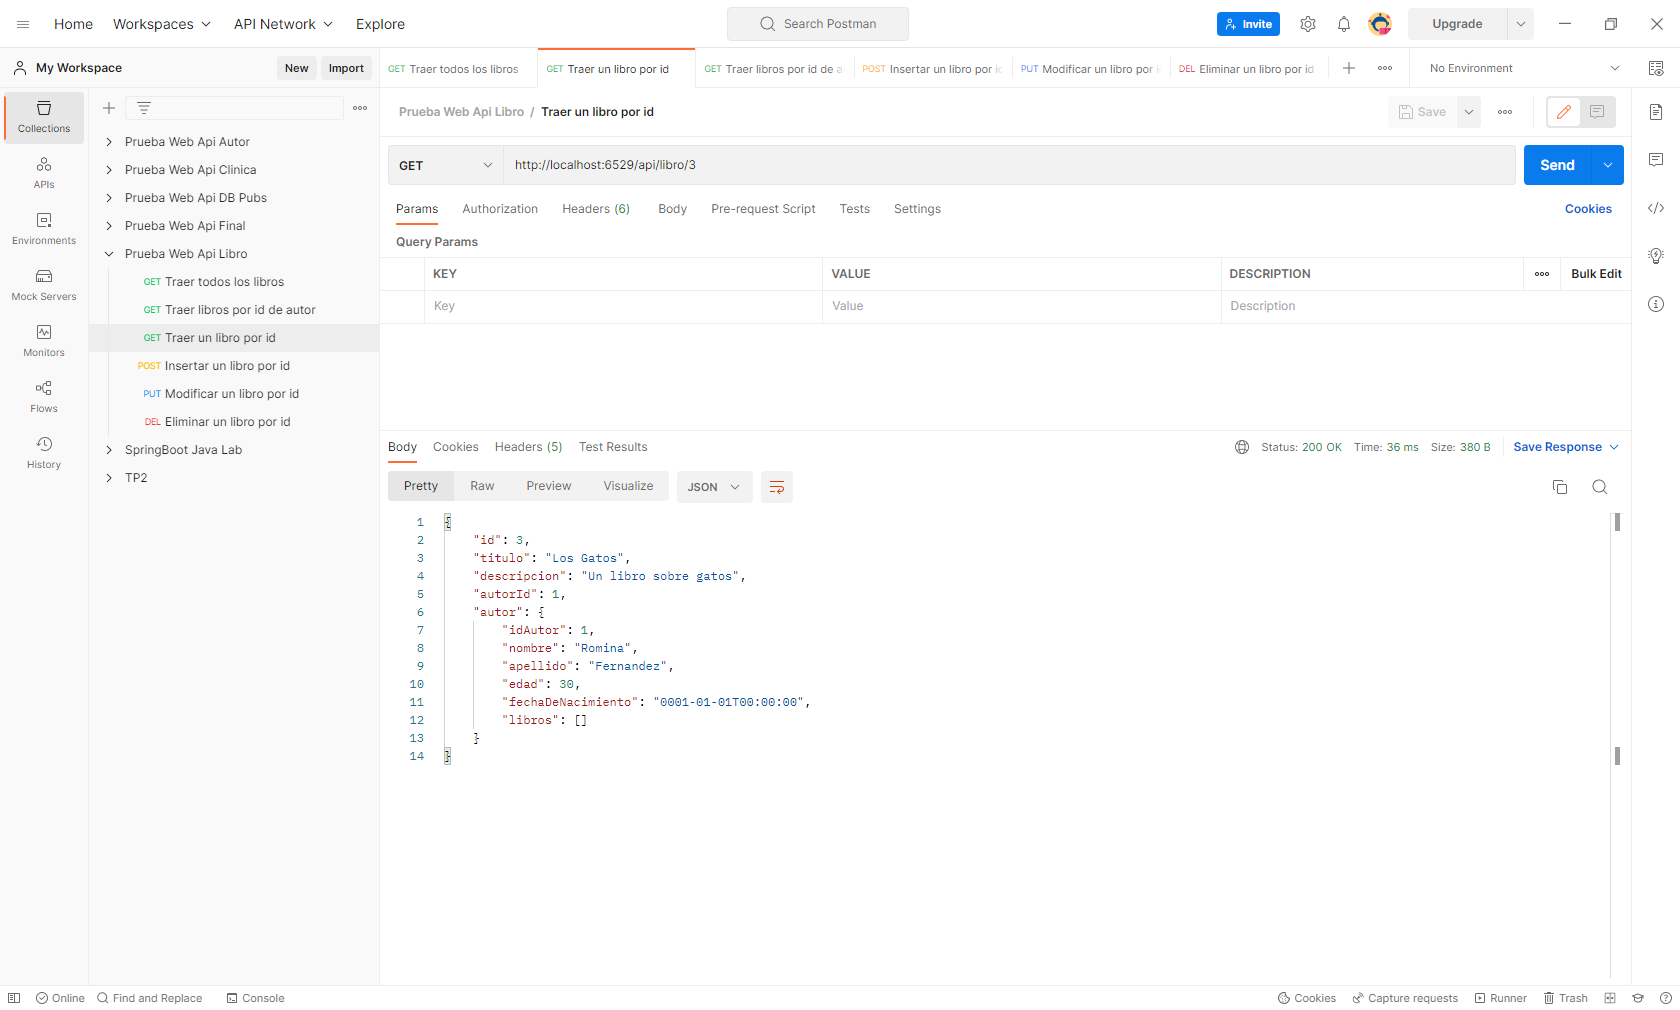 Home Workspaces API Network Explore Search Postman Invite Upgrade
My Workspace New Import
GET Traer todos los libros GET Traer un libro por id GET Traer libros por id de a POST Insertar un libro por i PUT Modificar un libro por DEL Eliminar un libro por id No Environment
Collections
APIs
Environments
Mock Servers
Monitors
Flows
History
Prueba Web Api Autor
Prueba Web Api Clinica
Prueba Web Api DB Pubs
Prueba Web Api Final
Prueba Web Api Libro
GET Traer todos los libros
GET Traer libros por id de autor
GET Traer un libro por id
POST Insertar un libro por id
PUT Modificar un libro por id
DEL Eliminar un libro por id
SpringBoot Java Lab
TP2
Prueba Web Api Libro / Traer un libro por id Save
GET http://localhost:6529/api/libro/3 Send
Params Authorization Headers (6) Body Pre-request Script Tests Settings Cookies
Query Params
KEY VALUE DESCRIPTION Bulk Edit
Key Value Description
Body Cookies Headers (5) Test Results Status: 200 OK Time: 36 ms Size: 380 B Save Response
Pretty Raw Preview Visualize JSON
1 {
2 "id": 3,
3 "titulo": "Los Gatos",
4 "descripcion": "Un libro sobre gatos",
5 "autorId": 1,
6 "autor": {
7 "idAutor": 1,
8 "nombre": "Romina",
9 "apellido": "Fernandez",
10 "edad": 30,
11 "fechaDeNacimiento": "0001-01-01T00:00:00",
12 "libros": []
13 }
14 }
Online Find and Replace Console Cookies Capture requests Runner Trash